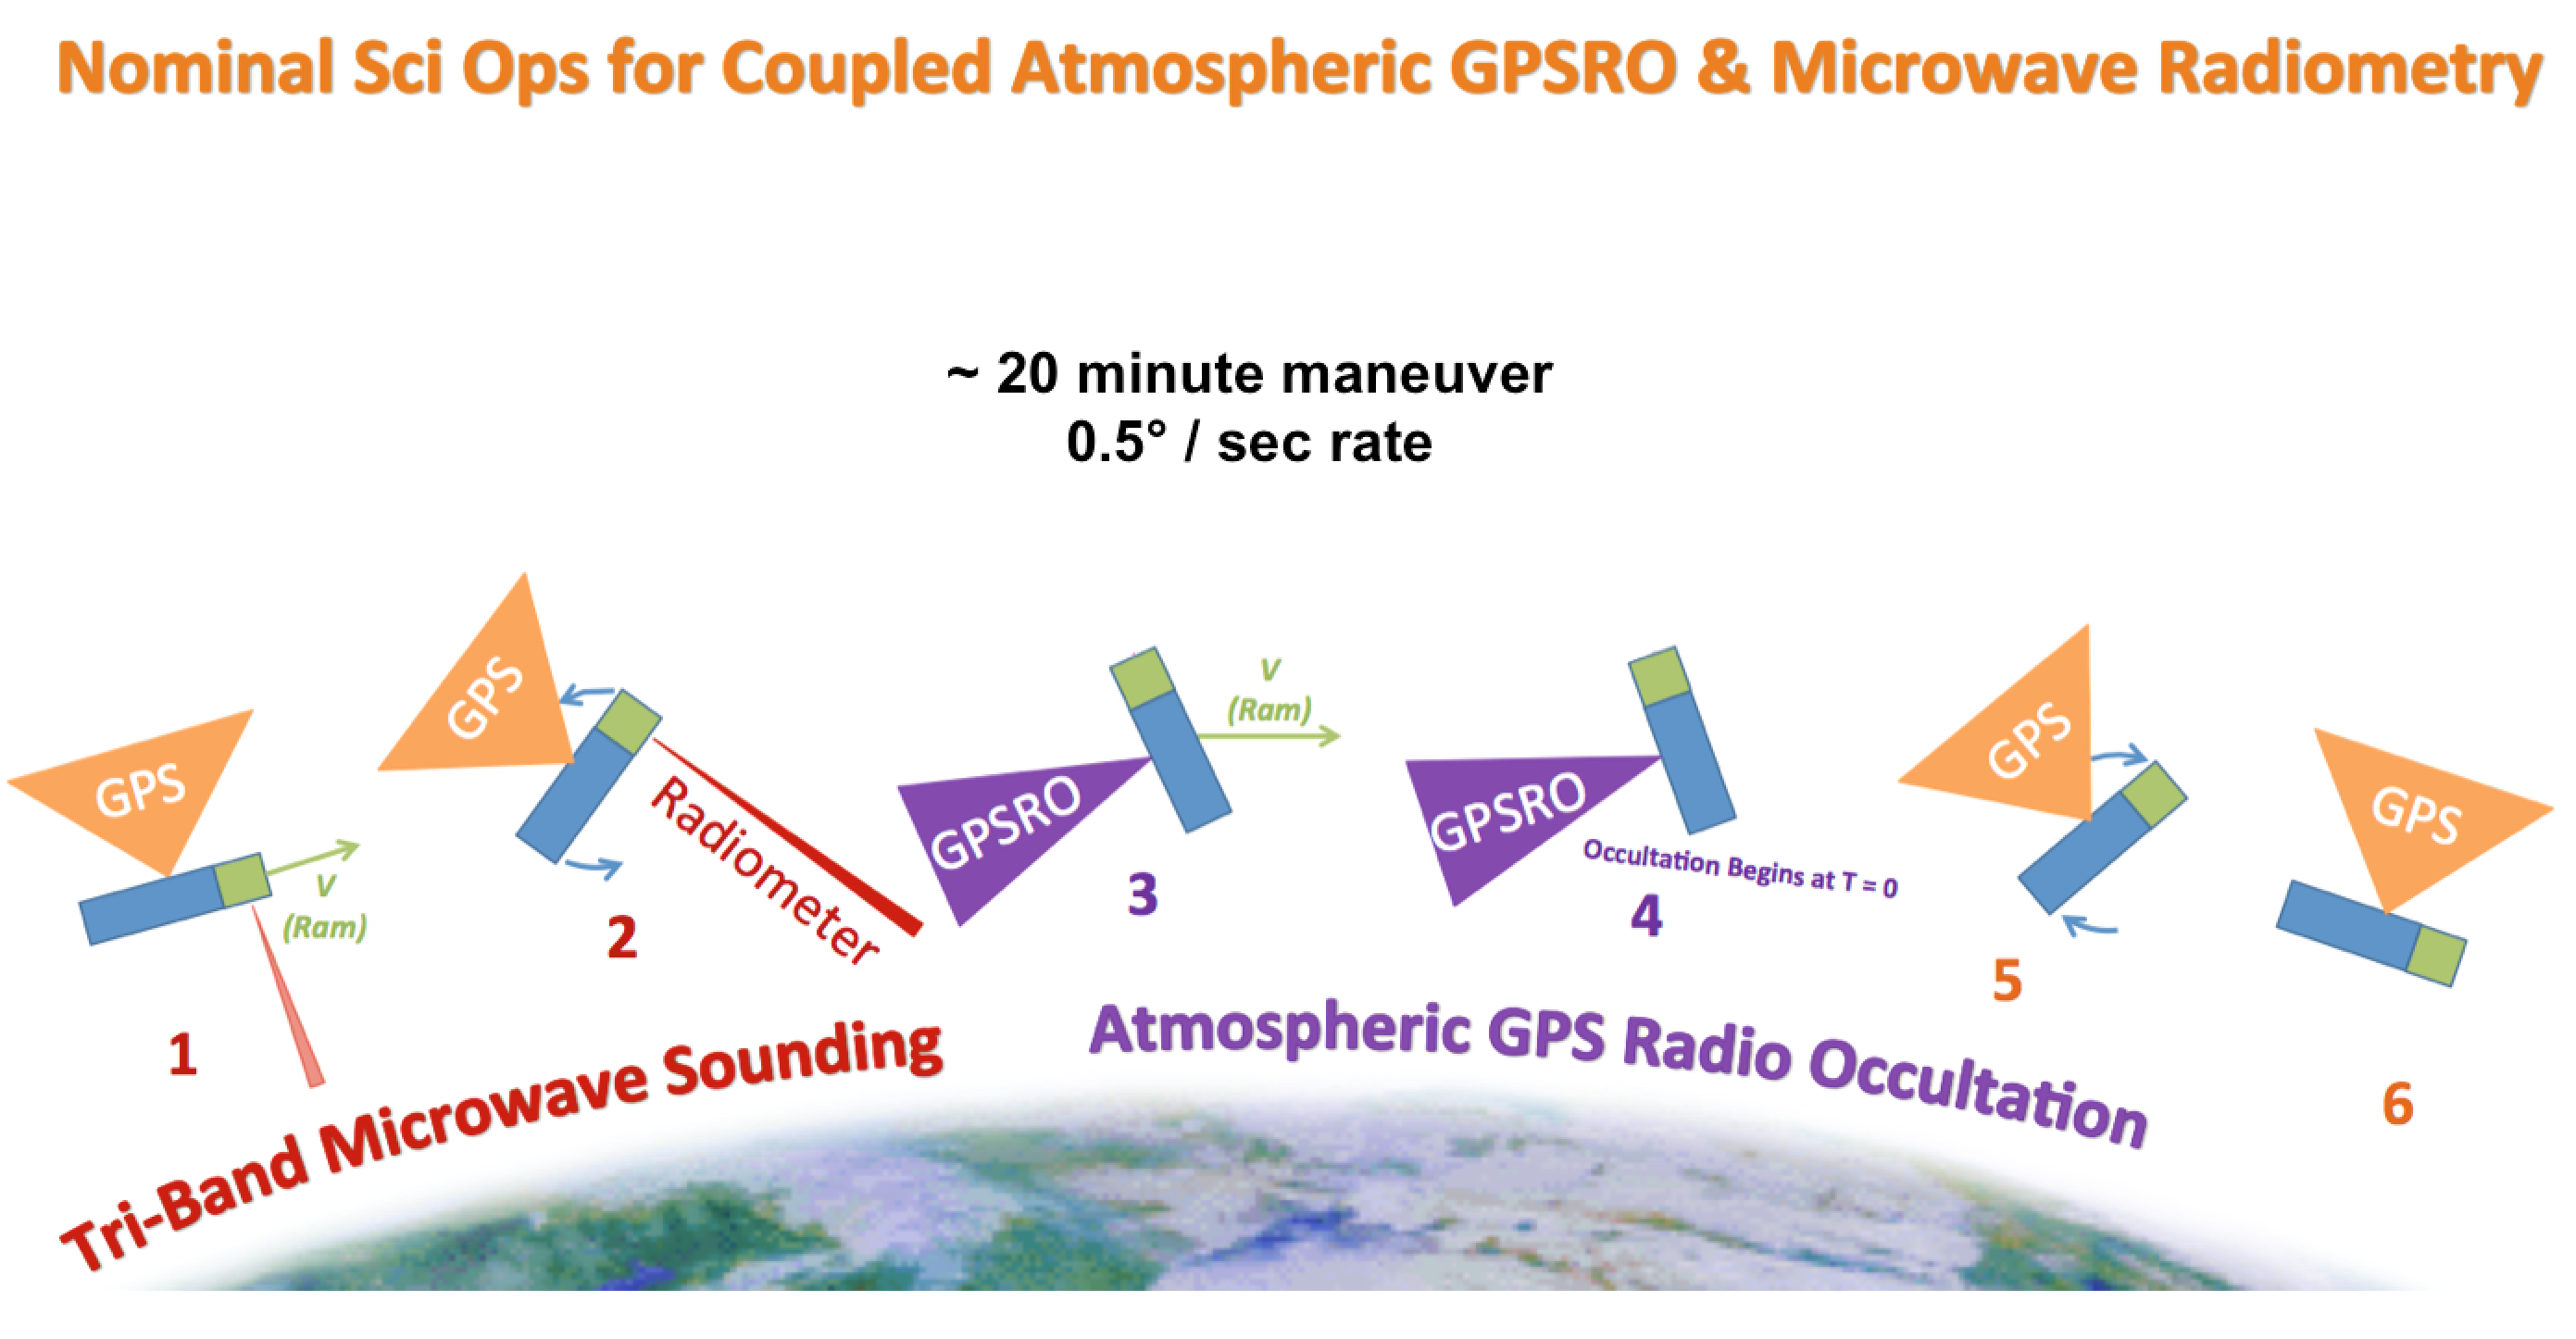 Nominal Sci Ops for Coupled Atmospheric GPSRO & Microwave Radiometry
~ 20 minute maneuver
0.5° / sec rate
GPS
V
(Ram)
1
GPS
Radiometer
2
GPSRO
V
(Ram)
3
GPSRO
Occultation Begins at T = 0
4
GPS
5
GPS
6
Tri-Band Microwave Sounding
Atmospheric GPS Radio Occultation